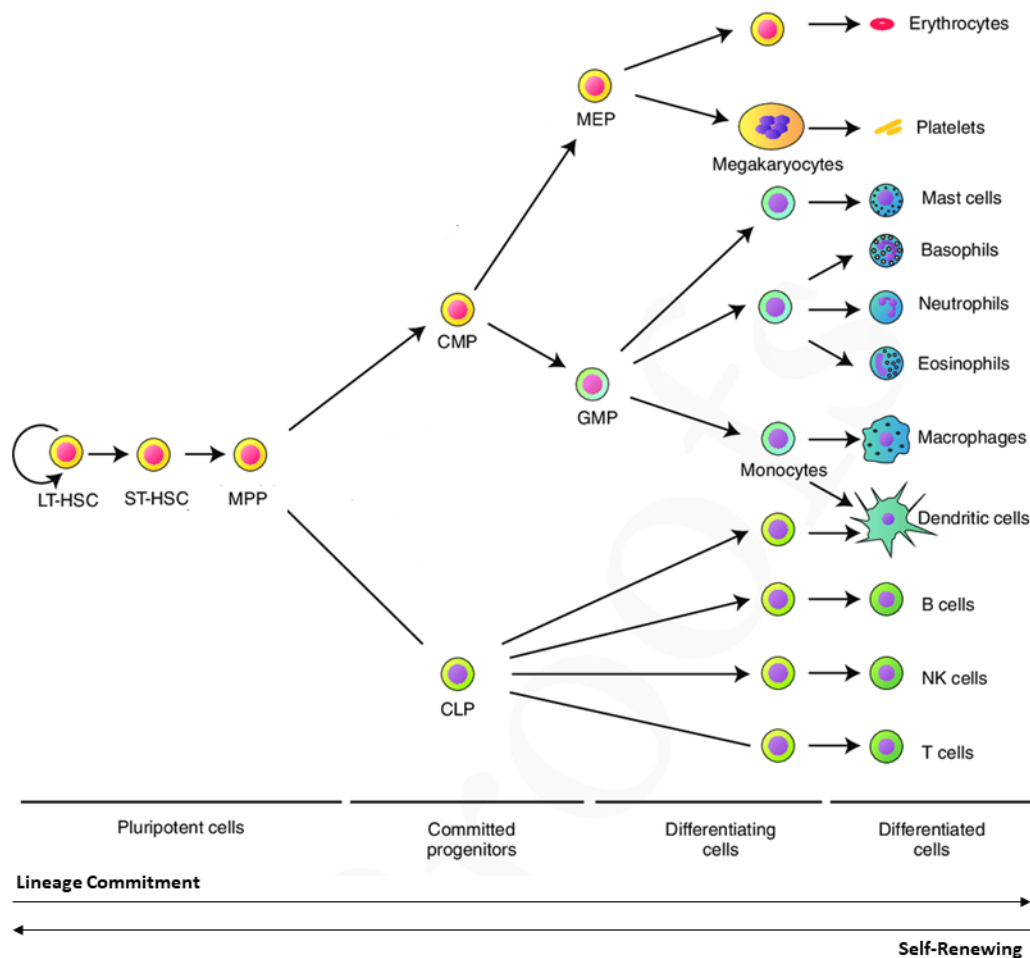 Erythrocytes
MEP
Platelets
Megakaryocytes
Mast cells
Basophils
Neutrophils
CMP
Eosinophils
GMP
Macrophages
Monocytes
LT-HSC
ST-HSC
MPP
Dendritic cells
B cells
NK cells
CLP
T cells
Pluripotent cells
Committed
progenitors
Differentiating
cells
Differentiated
cells
Lineage Commitment
Self-Renewing